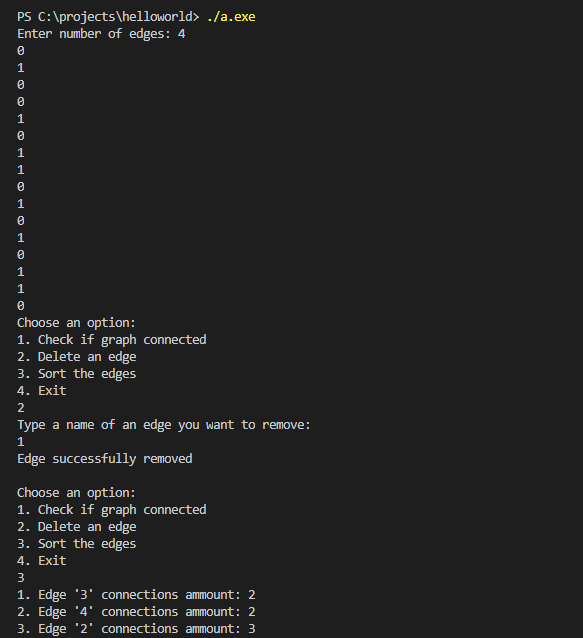 PS C:\projects\helloworld> ./a.exe
Enter number of edges: 4
0
1
0
0
1
0
1
1
0
1
0
1
0
1
1
0
Choose an option:
1. Check if graph connected
2. Delete an edge
3. Sort the edges
4. Exit
2
Type a name of an edge you want to remove:
1
Edge successfully removed

Choose an option:
1. Check if graph connected
2. Delete an edge
3. Sort the edges
4. Exit
3
1. Edge '3' connections ammount: 2
2. Edge '4' connections ammount: 2
3. Edge '2' connections ammount: 3